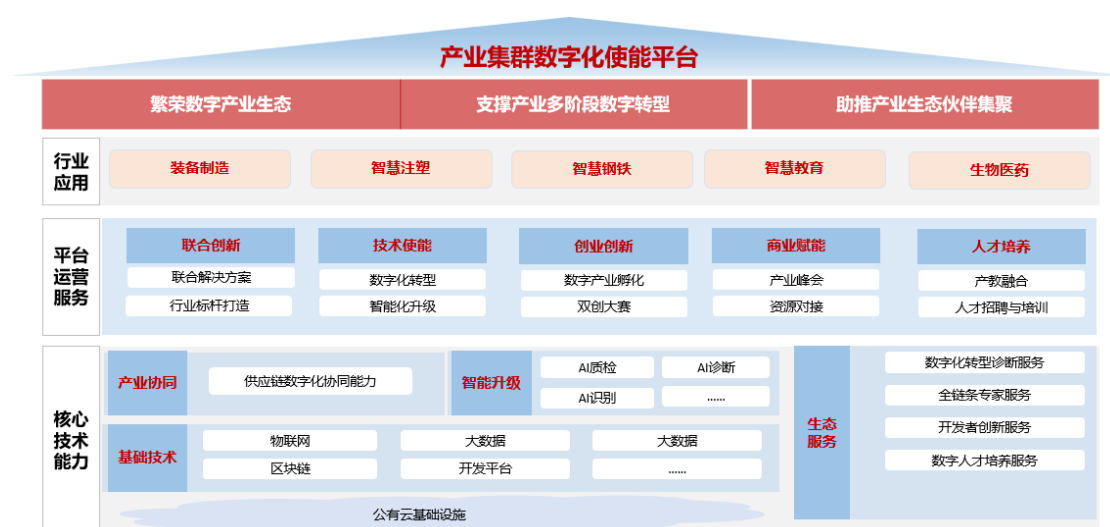 产业集群数字化使能平台
繁荣数字产业生态
支撑产业多阶段数字转型
助推产业生态伙伴集聚
行业
应用
装备制造
智慧注塑
智慧钢铁
智慧教育
生物医药
平台
运营
服务
联合创新
技术使能
创业创新
商业赋能
人才培养
联合解决方案
数字化转型
数字产业孵化
产业峰会
产教融合
行业标杆打造
智能化升级
双创大赛
资源对接
人才招聘与培训
核心
技术
能力
产业协同
供应链数字化协同能力
智能升级
AI质检
AI诊断
AI识别
......
基础技术
物联网
大数据
大数据
区块链
开发平台
......
公有云基础设施
生态
服务
数字化转型诊断服务
全链条专家服务
开发者创新服务
数字人才培养服务